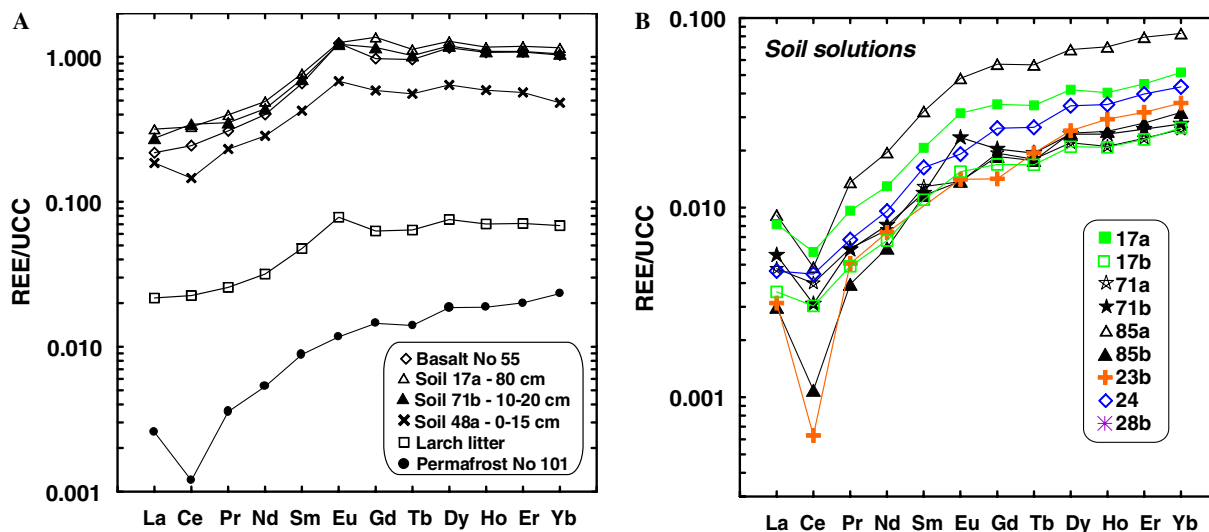 A
REE/UCC
1.000
0.100
0.010
0.001
Basalt No 55
Soil 17a - 80 cm
Soil 71b - 10-20 cm
Soil 48a - 0-15 cm
Larch litter
Permafrost No 101
La Ce Pr Nd Sm Eu Gd Tb Dy Ho Er Yb
B
REE/UCC
0.100
0.010
0.001
Soil solutions
17a
17b
71a
71b
85a
85b
23b
24
28b
La Ce Pr Nd Sm Eu Gd Tb Dy Ho Er Yb